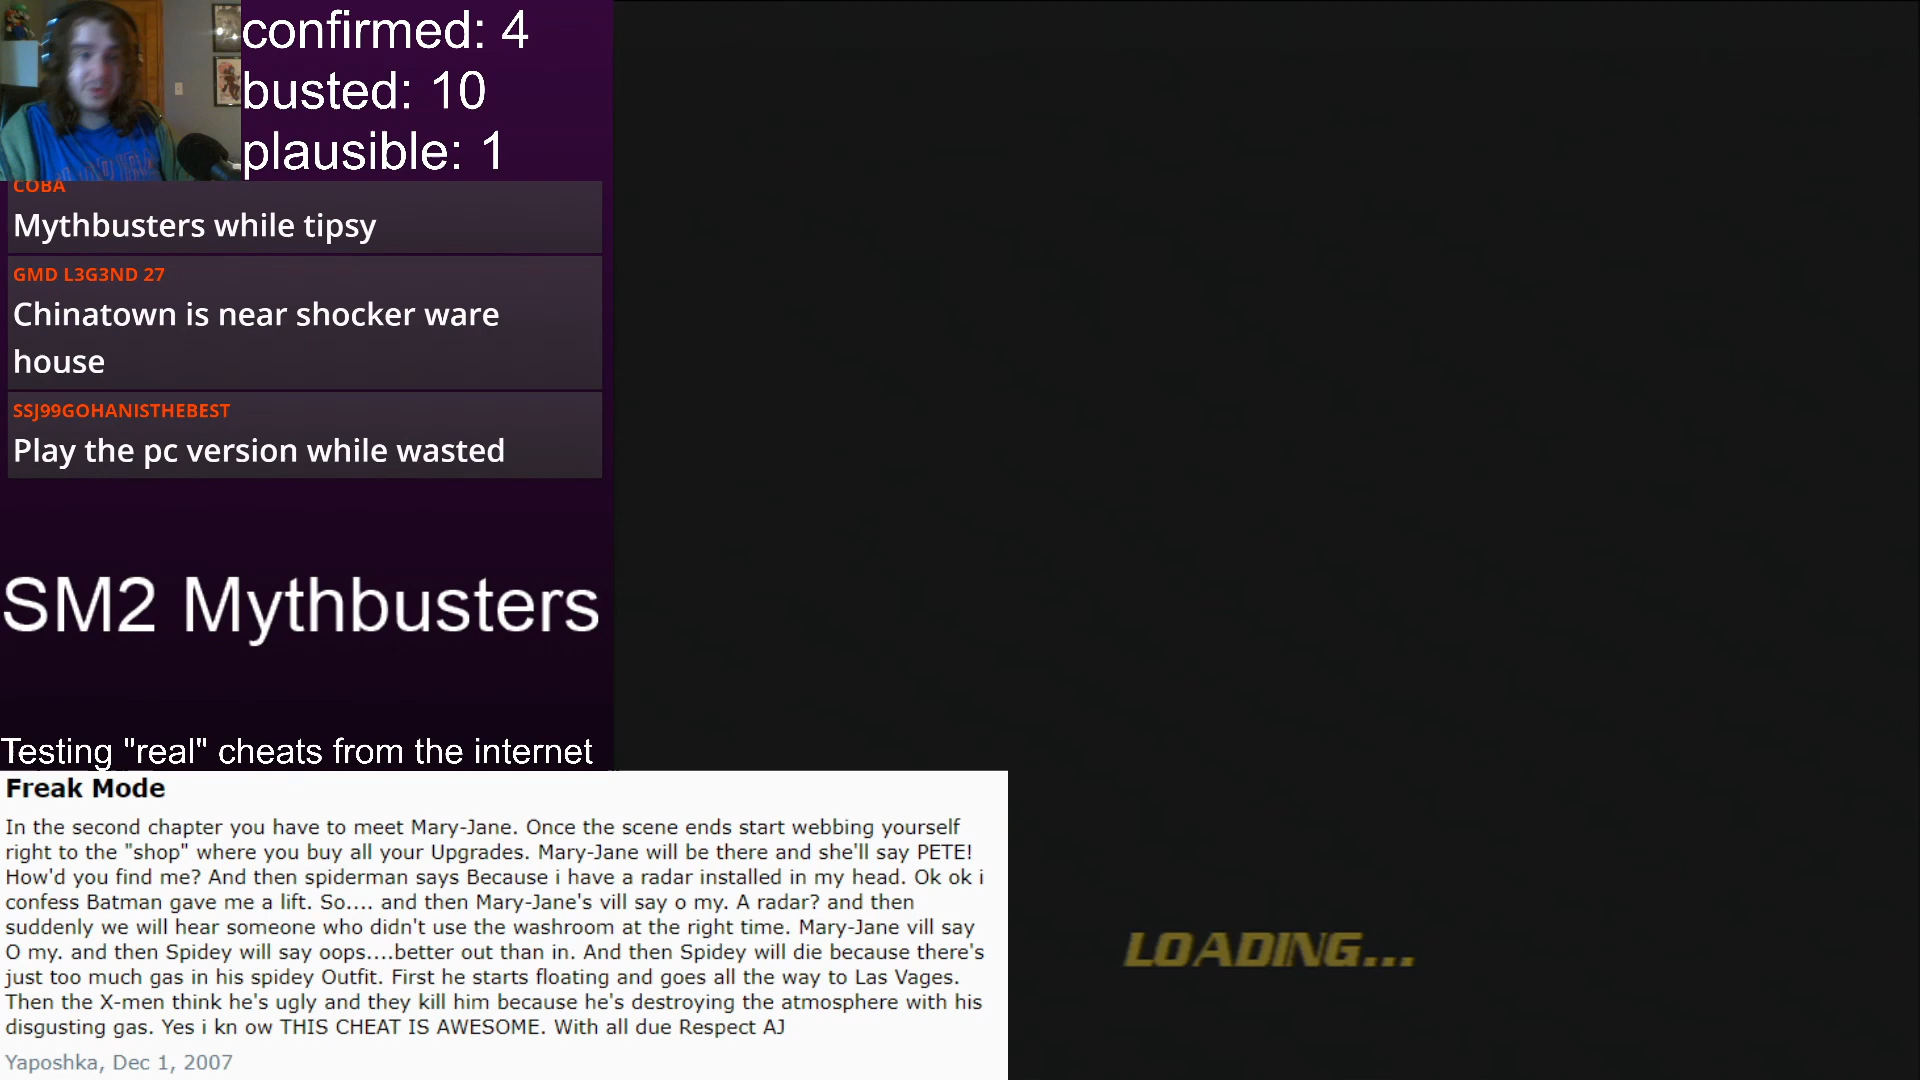 confirmed: 4
busted: 10
plausible: 1
COBA
Mythbusters while tipsy
GMD L3G3ND 27
Chinatown is near shocker ware
house
SSJ99GOHANISTHEBEST
Play the pc version while wasted
SM2 Mythbusters
Testing "real" cheats from the internet
Freak Mode
In the second chapter you have to meet Mary-Jane. Once the scene ends start webbing yourself
right to the "shop" where you buy all your Upgrades. Mary-Jane will be there and she'll say PETE!
How'd you find me? And then spiderman says Because i have a radar installed in my head. Ok ok i
confess Batman gave me a lift. So.... and then Mary-Jane's vill say o my. A radar? and then
suddenly we will hear someone who didn't use the washroom at the right time. Mary-Jane vill say
O my. and then Spidey will say oops....better out than in. And then Spidey will die because there's
just too much gas in his spidey Outfit. First he starts floating and goes all the way to Las Vages.
Then the X-men think he's ugly and they kill him because he's destroying the atmosphere with his
disgusting gas. Yes i kn ow THIS CHEAT IS AWESOME. With all due Respect AJ
Yaposhka, Dec 1, 2007
LOADING...